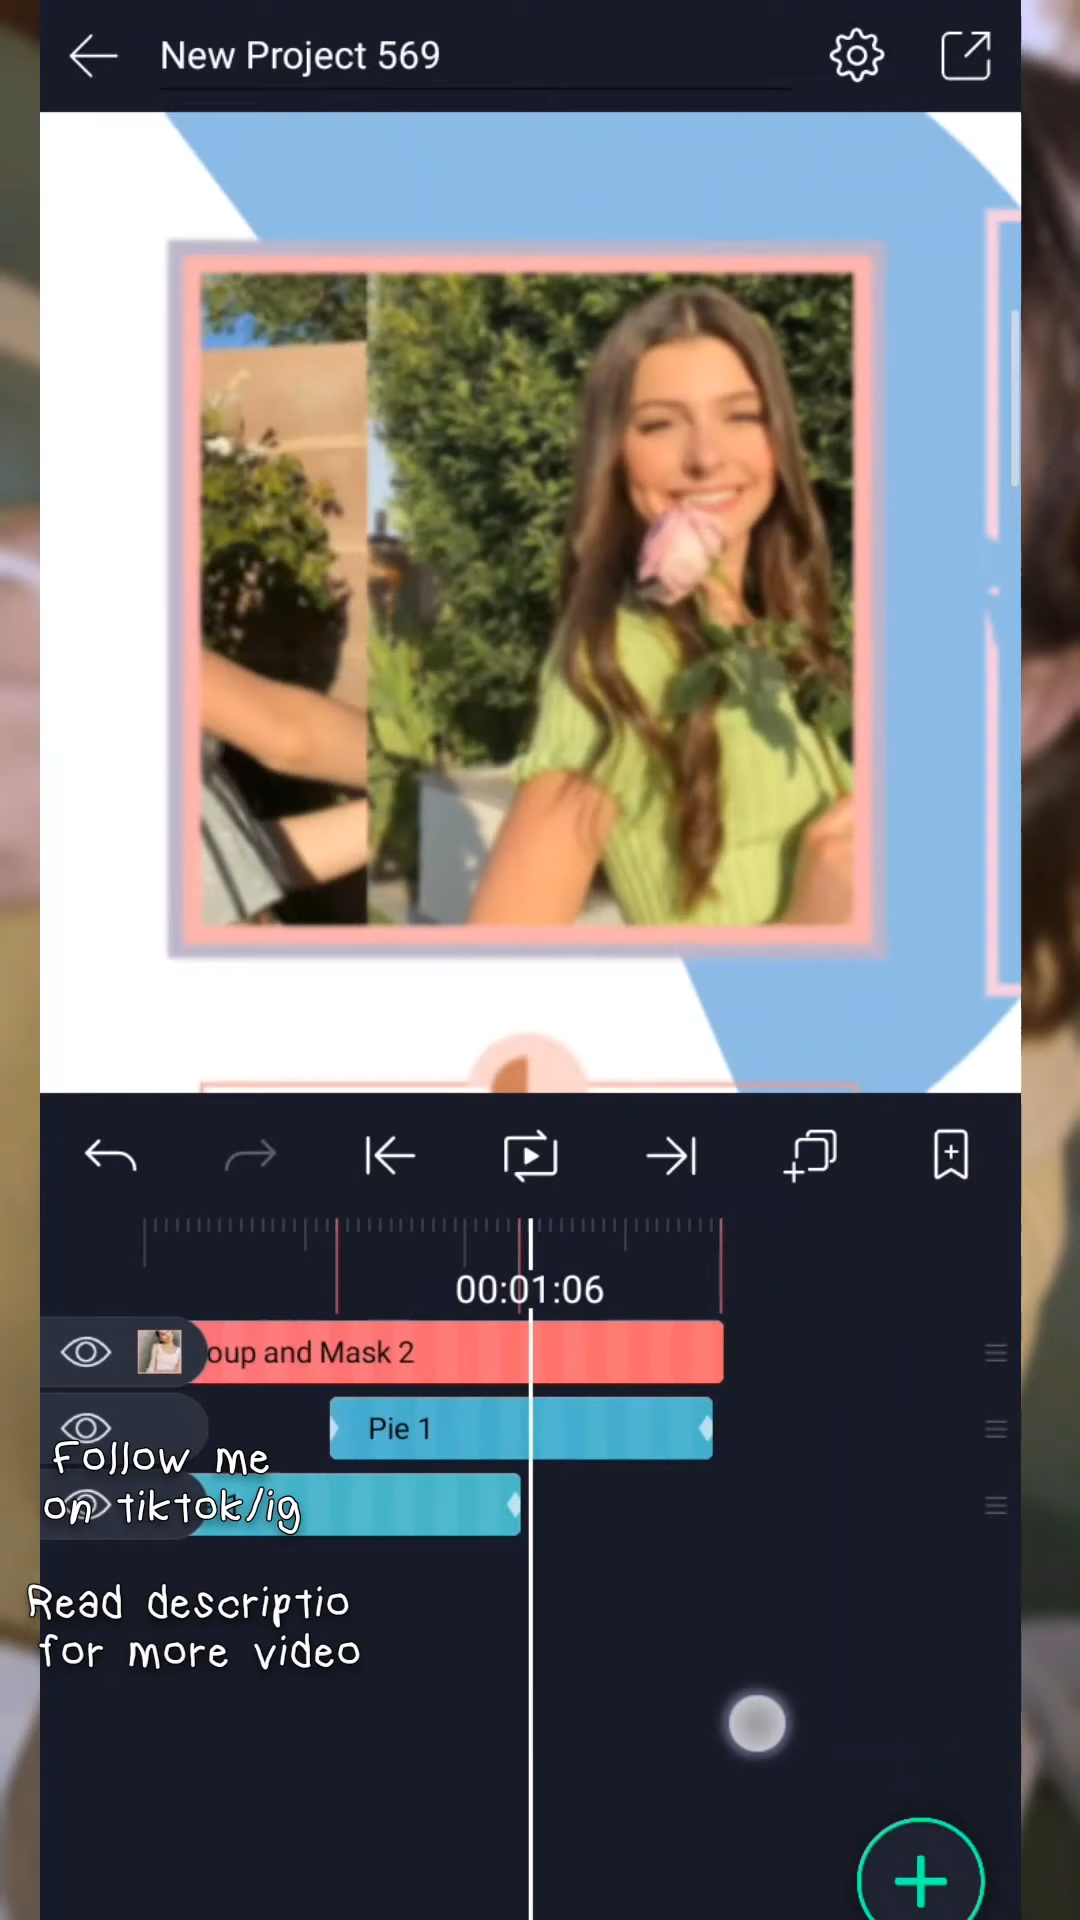 New Project 569
00:01:06
oup and Mask 2
Pie 1
Follow me
on tiktok/ig
Read descriptio
for more video